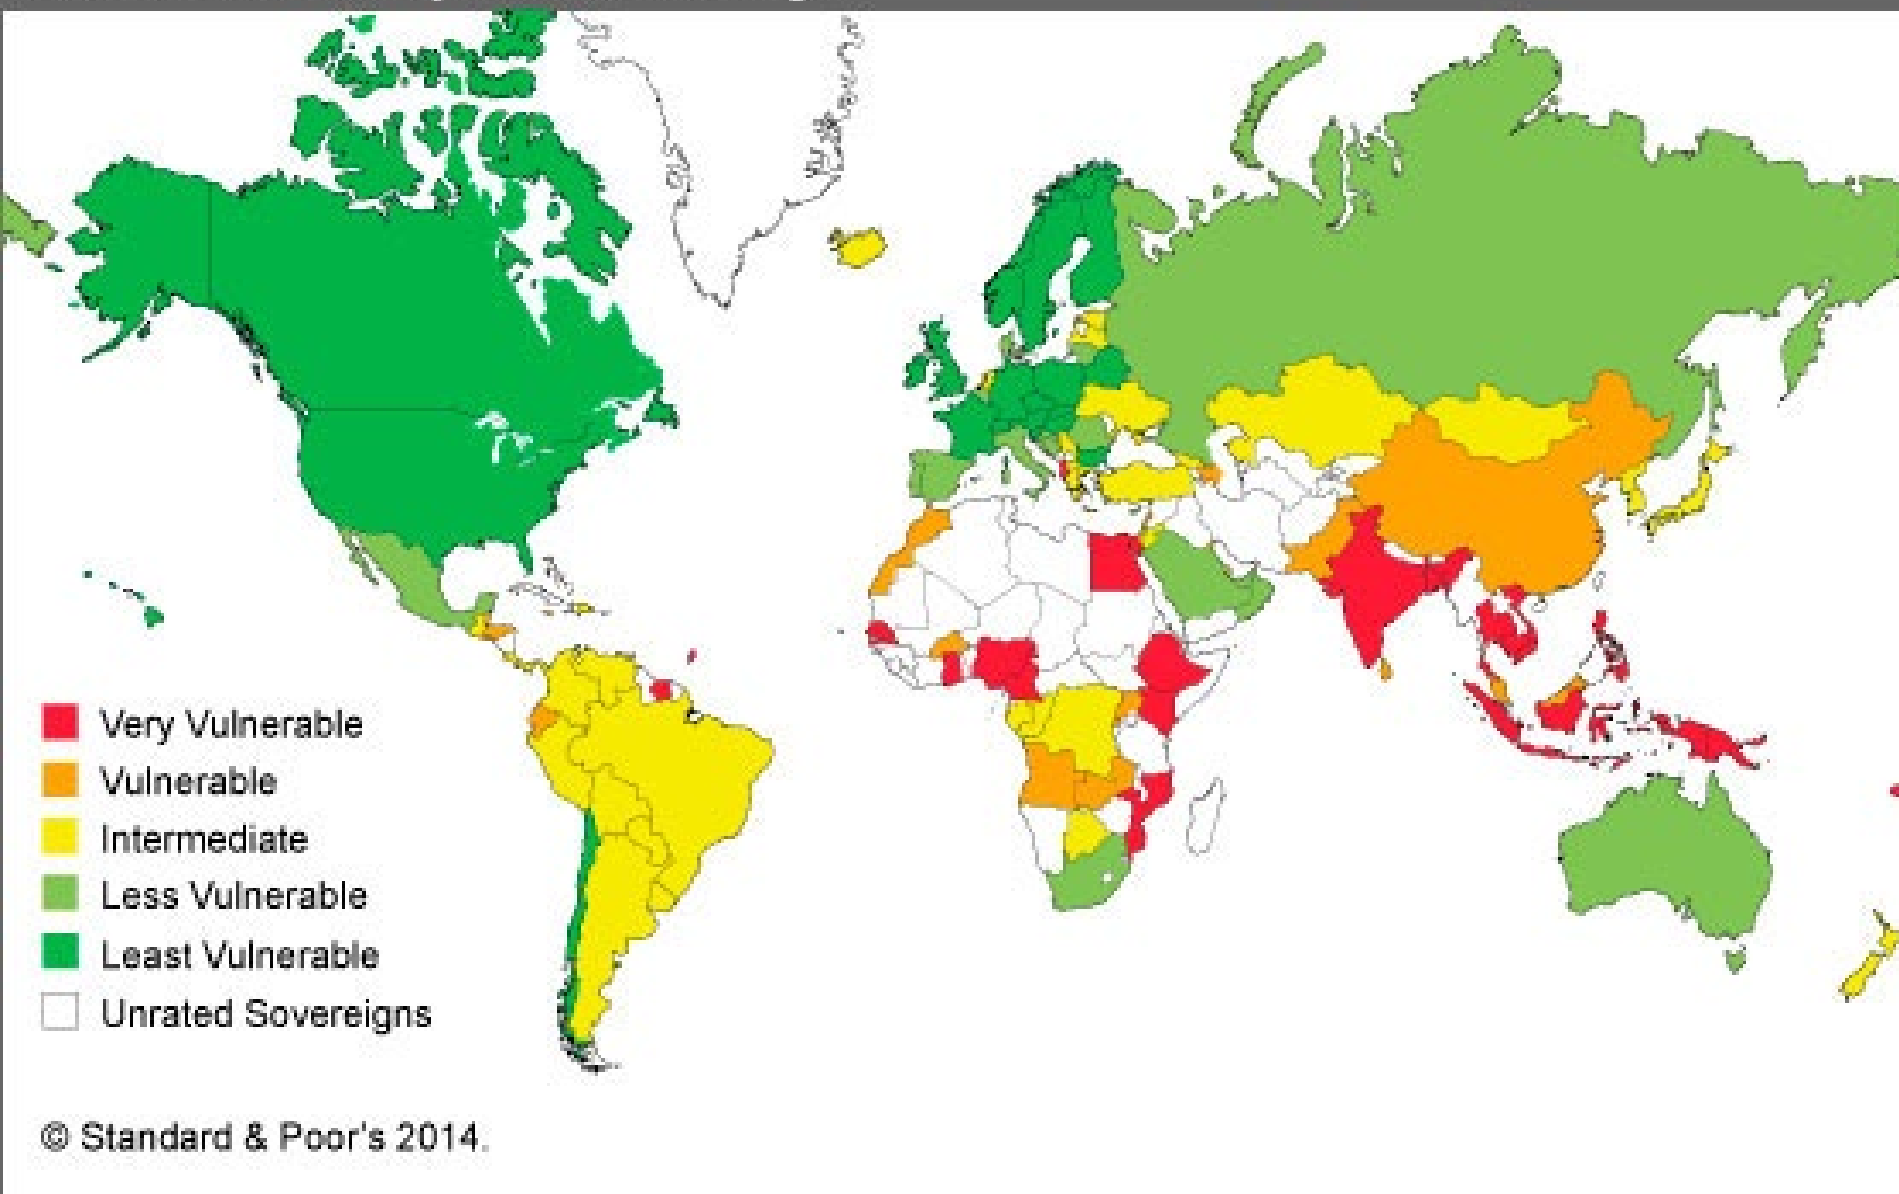 Very Vulnerable
Vulnerable
Intermediate
Less Vulnerable
Least Vulnerable
Unrated Sovereigns
© Standard & Poor's 2014.